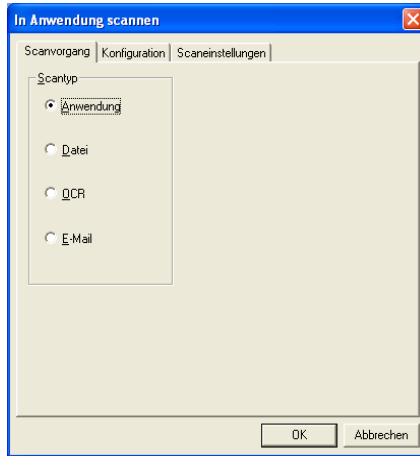 In Anwendung scannen
Scanvorgang Konfiguration Scaneinstellungen
Scantyp
Anwendung
Datei
OCR
E-Mail
OK Abbrechen